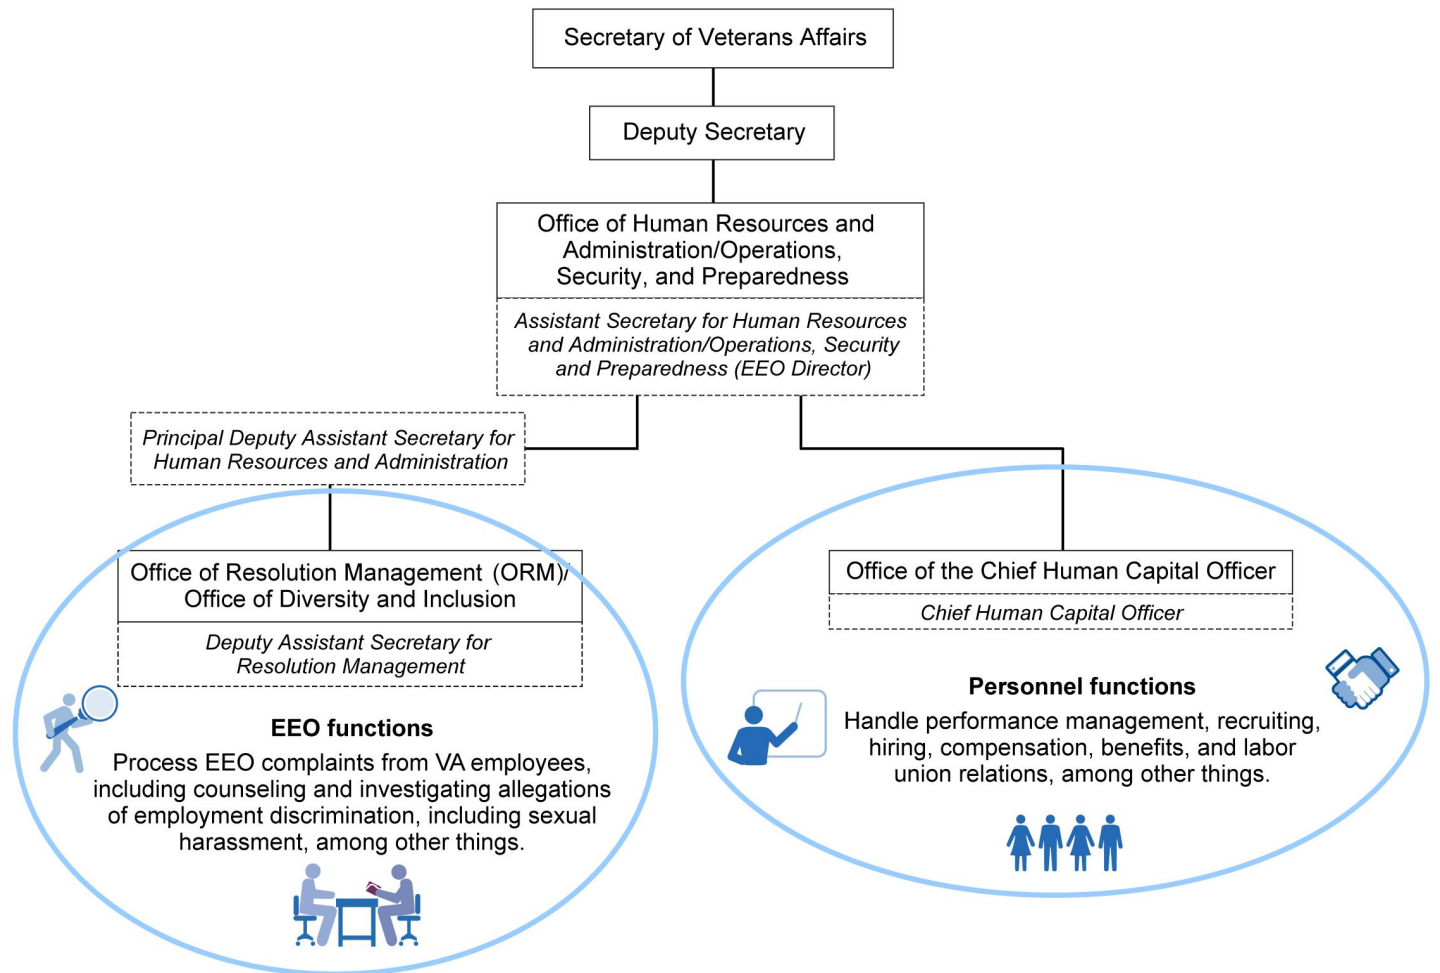 Secretary of Veterans Affairs
Deputy Secretary
Office of Human Resources and
Administration/Operations,
Security, and Preparedness
Assistant Secretary for Human Resources
and Administration/Operations, Security
and Preparedness (EEO Director)
Principal Deputy Assistant Secretary for
Human Resources and Administration
Office of Resolution Management (ORM)/
Office of Diversity and Inclusion
Deputy Assistant Secretary for
Resolution Management
EEO functions
Process EEO complaints from VA employees,
including counseling and investigating allegations
of employment discrimination, including sexual
harassment, among other things.
Office of the Chief Human Capital Officer
Chief Human Capital Officer
Personnel functions
Handle performance management, recruiting,
hiring, compensation, benefits, and labor
union relations, among other things.